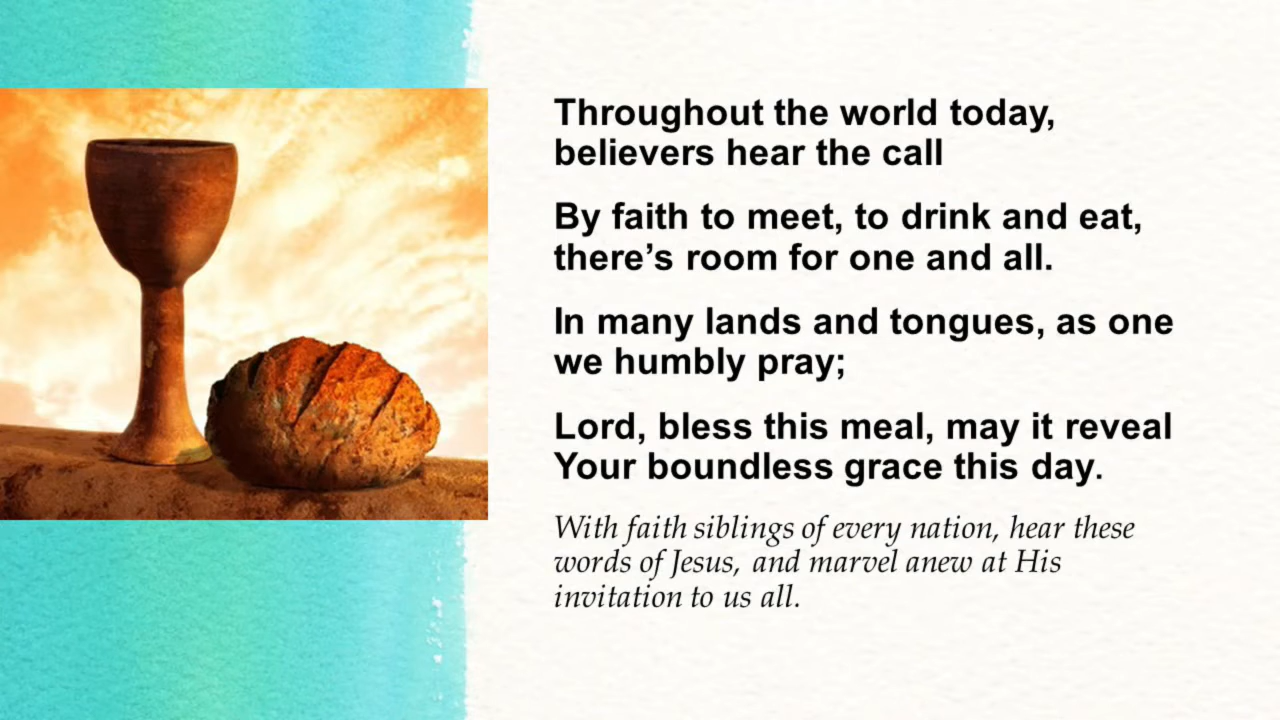 Throughout the world today,
believers hear the call
By faith to meet, to drink and eat,
there’s room for one and all.
In many lands and tongues, as one
we humbly pray;
Lord, bless this meal, may it reveal
Your boundless grace this day.
With faith siblings of every nation, hear these
words of Jesus, and marvel anew at His
invitation to us all.